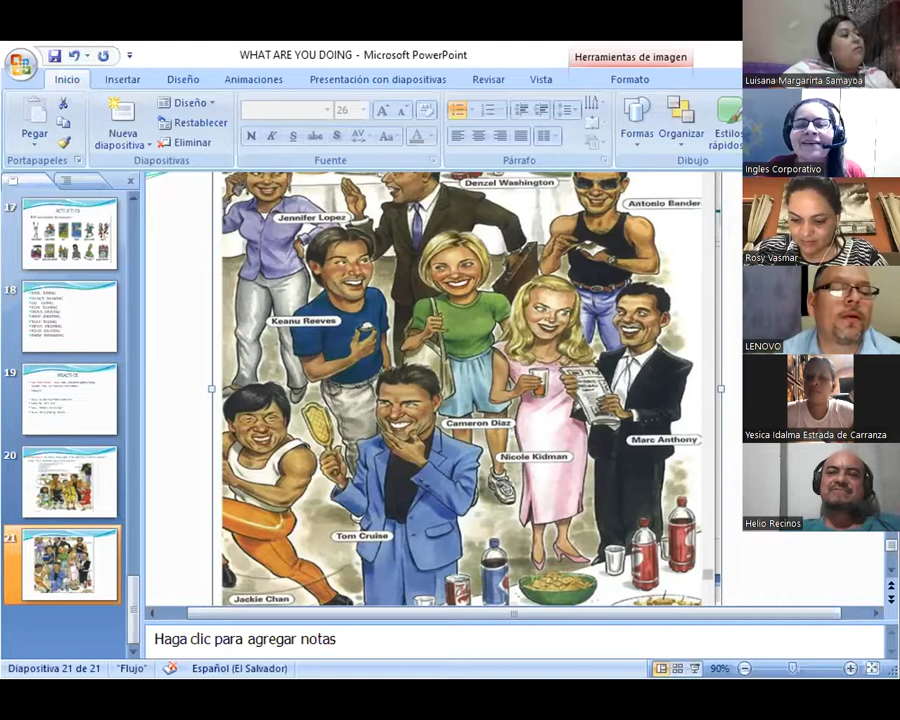 WHAT ARE YOU DOING - Microsoft PowerPoint
Herramientas de imagen
Inicio
Insertar
Diseño
Animaciones
Presentación con diapositivas
Revisar
Vista
Formato
Pegar
Nueva diapositiva
Diseño
Restablecer
Eliminar
26
N K S abc S AV Aa A
Formas
Organizar
Estilos rápidos
Portapapeles
Diapositivas
Fuente
Párrafo
Dibujo
17
18
19
PRACTICE
20
21
Denzel Washington
Jennifer Lopez
Antonio Bander
Keanu Reeves
Cameron Diaz
Marc Anthony
Nicole Kidman
Tom Cruise
Jackie Chan
Haga clic para agregar notas
Diapositiva 21 de 21
"Flujo"
Español (El Salvador)
90%
Luisana Margarirta Samayoa
Ingles Corporativo
Rosy Vasmar
LENOVO
Yesica Idalma Estrada de Carranza
Helio Recinos